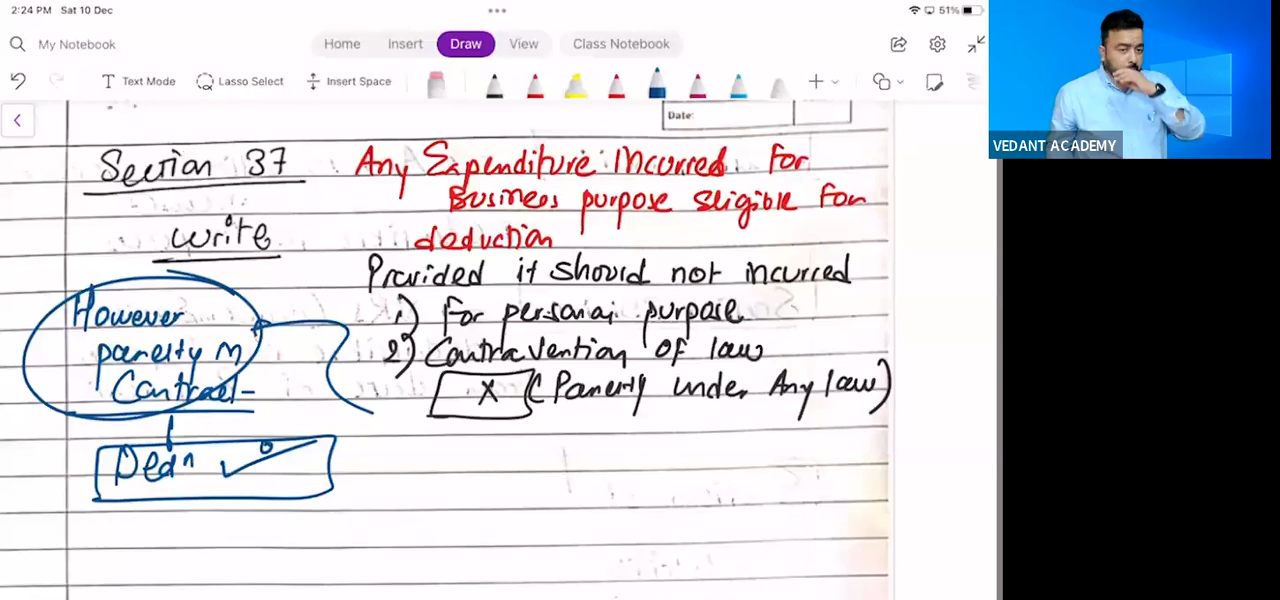 2:24 PM Sat 10 Dec
51%
My Notebook
Home Insert Draw View Class Notebook
Text Mode Lasso Select Insert Space
Date:
VEDANT ACADEMY
Section 37 Any Expenditure Incurred For
Business purpose eligible For
write deduction
Provided it should not incurred
1) For personal purpose
2) Contravention of law
X (Panerty under Any law)
However
panerty in
Contract
Dedn ✓